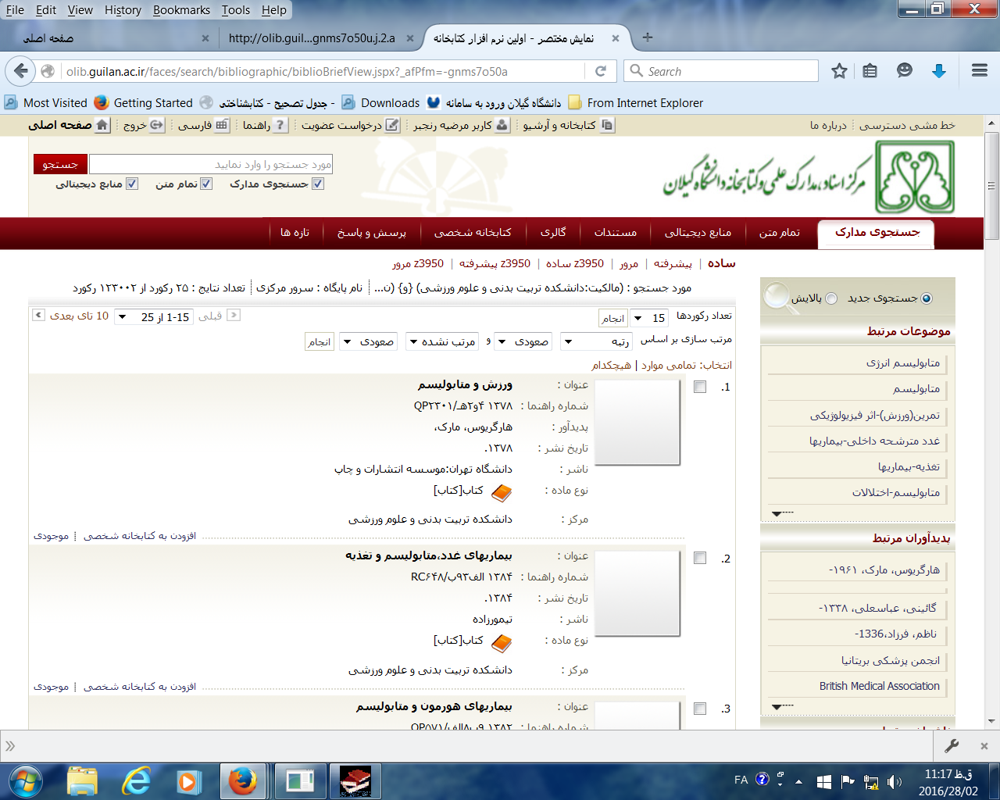 File Edit View History Bookmarks Tools Help
صفحه اصلی
http://olib.guil...gnms7o50u.j.2.a
نمایش مختصر - اولین نرم افزار کتابخانه
olib.guilan.ac.ir/faces/search/bibliographic/biblioBriefView.jspx?_afPfm=-gnms7o50a
Search
Most Visited Getting Started جدول تصحیح - کتابشناختی - Downloads دانشگاه گیلان ورود به سامانه From Internet Explorer
خط مشی دسترسی درباره ما
کتابخانه و آرشیو کاربر مرضیه رنجبر درخواست عضویت راهنما فارسی خروج صفحه اصلی
مرکز اسناد، مدارک علمی و کتابخانه دانشگاه گیلان
مورد جستجو را وارد نمایید جستجو
جستجوی مدارک تمام متن منابع دیجیتالی
جستجوی مدارک تمام متن منابع دیجیتالی مستندات گالری کتابخانه شخصی پرسش و پاسخ تازه ها
ساده | پیشرفته | مرور | z3950 ساده | z3950 پیشرفته | z3950 مرور
مورد جستجو : (مالکیت:دانشکده تربیت بدنی و علوم ورزشی) {و} (ن... نام پایگاه : سرور مرکزی تعداد نتایج : ۲۵ رکورد از ۱۲۳۰۰۲ رکورد
جستجوی جدید پالایش
تعداد رکوردها 15 انجام
قبلی 1-15 از 25 10 تای بعدی
مرتب سازی بر اساس رتبه صعودی و مرتب نشده صعودی انجام
انتخاب: تمامی موارد | هیچکدام
موضوعات مرتبط
متابولیسم انرژی
متابولیسم
تمرین(ورزش)-اثر فیزیولوژیکی
غدد مترشحه داخلی-بیماریها
تغذیه-بیماریها
متابولیسم-اختلالات
پدیدآوران مرتبط
هارگریوس، مارک، ۱۹۶۱-
گائینی، عباسعلی، ۱۳۳۸-
ناظم، فرزاد،1336-
انجمن پزشکی بریتانیا
British Medical Association
1.
عنوان : ورزش و متابولیسم
شماره راهنما : QP۲۳۰۱/ه‍ـ۲و۴ ۱۳۷۸
پدیدآور : هارگریوس، مارک،
تاریخ نشر : ۱۳۷۸.
ناشر : دانشگاه تهران:موسسه انتشارات و چاپ
نوع ماده : کتاب[کتاب]
مرکز : دانشکده تربیت بدنی و علوم ورزشی
افزودن به کتابخانه شخصی | موجودی
2.
عنوان : بیماریهای غدد،متابولیسم و تغذیه
شماره راهنما : RC۶۴۸/ب۹۳الف ۱۳۸۴
تاریخ نشر : ۱۳۸۴.
ناشر : تیمورزاده
نوع ماده : کتاب[کتاب]
مرکز : دانشکده تربیت بدنی و علوم ورزشی
افزودن به کتابخانه شخصی | موجودی
3.
عنوان : بیماریهای هورمون و متابولیسم
شماره راهنما :
FA
11:17 ق.ظ
2016/28/02